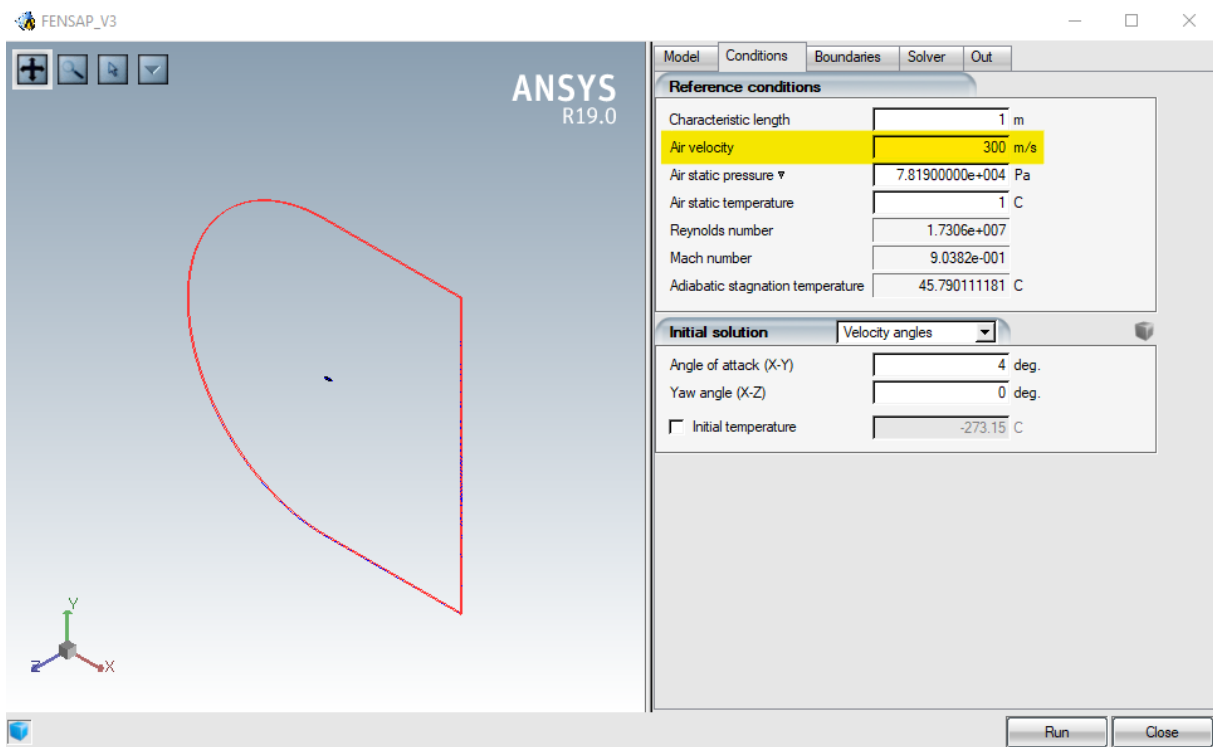 FENSAP_V3
ANSYS
R19.0
Model Conditions Boundaries Solver Out
Reference conditions
Characteristic length 1 m
Air velocity 300 m/s
Air static pressure 7.81900000e+004 Pa
Air static temperature 1 C
Reynolds number 1.7306e+007
Mach number 9.0382e-001
Adiabatic stagnation temperature 45.790111181 C
Initial solution Velocity angles
Angle of attack (X-Y) 4 deg.
Yaw angle (X-Z) 0 deg.
Initial temperature -273.15 C
Y
Z X
Run Close